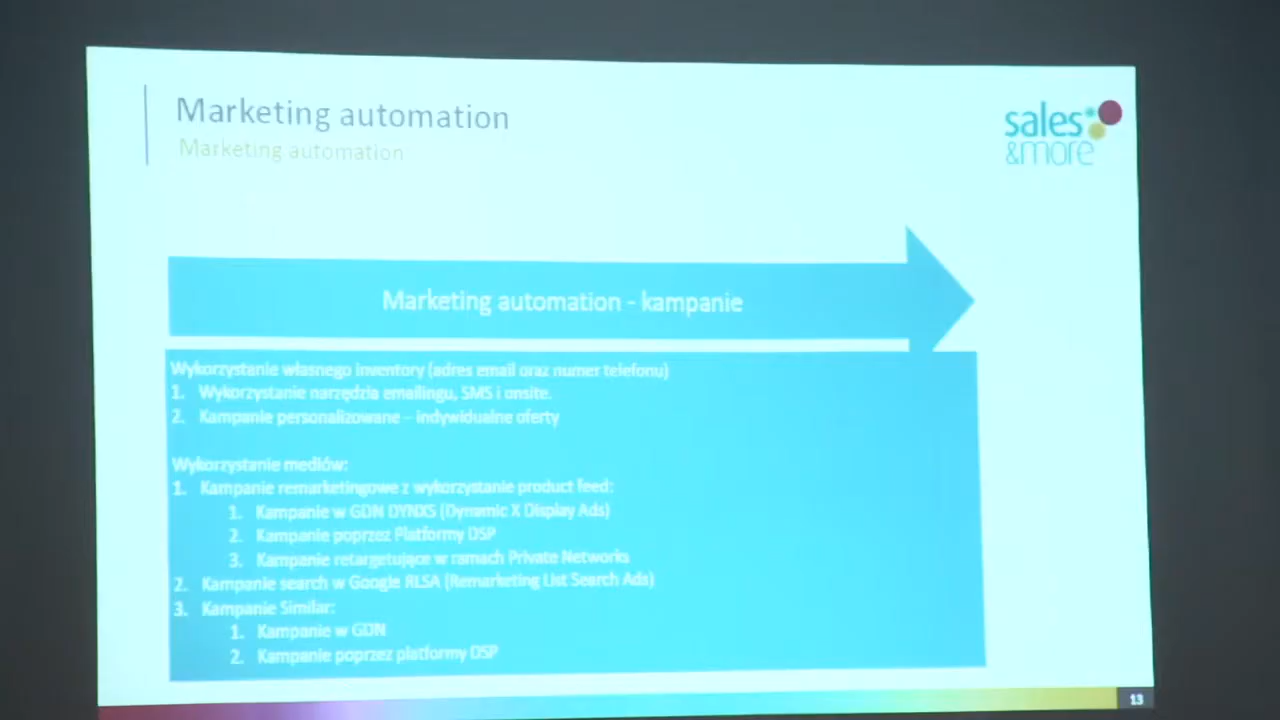 Marketing automation
Marketing automation
sales
&more
Marketing automation - kampanie
Wykorzystanie własnego inventory (adres email oraz numer telefonu)
1. Wykorzystanie narzędzia emailingu, SMS i onsite.
2. Kampanie personalizowane – indywidualne oferty
Wykorzystanie mediów:
1. Kampanie remarketingowe z wykorzystanie product feed:
1. Kampanie w GDN DYNXS (Dynamic X Display Ads)
2. Kampanie poprzez Platformy DSP
3. Kampanie retargetujące w ramach Private Networks
2. Kampanie search w Google RLSA (Remarketing List Search Ads)
3. Kampanie Similar:
1. Kampanie w GDN
2. Kampanie poprzez platformy DSP
13